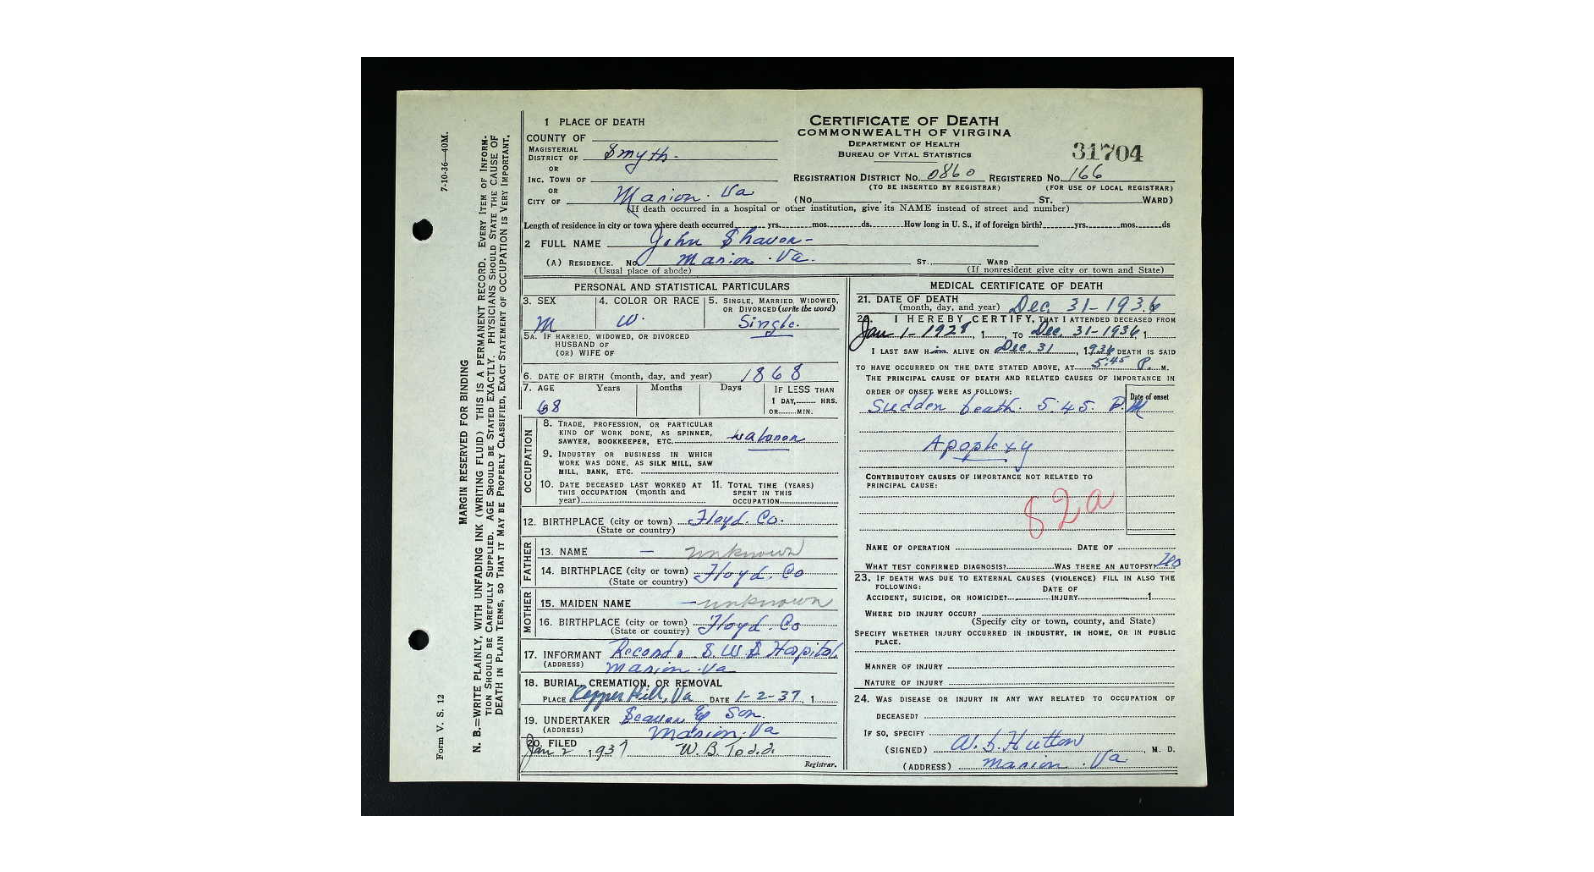 1 PLACE OF DEATH
COUNTY OF
MAGISTERIAL DISTRICT OF Smyth.
OR
INC. TOWN OF
OR
CITY OF Marion. Va
CERTIFICATE OF DEATH
COMMONWEALTH OF VIRGINIA
DEPARTMENT OF HEALTH
BUREAU OF VITAL STATISTICS
31704
REGISTRATION DISTRICT No. 0860 REGISTERED No. 166
(TO BE INSERTED BY REGISTRAR) (FOR USE OF LOCAL REGISTRAR)
(No. ST. WARD)
(If death occurred in a hospital or other institution, give its NAME instead of street and number)
Length of residence in city or town where death occurred yrs. mos. ds. How long in U. S., if of foreign birth? yrs. mos. ds
2 FULL NAME John Shaver
(A) RESIDENCE. No. Marion. Va. ST. WARD
(Usual place of abode) (If nonresident give city or town and State)
PERSONAL AND STATISTICAL PARTICULARS
3. SEX M
4. COLOR OR RACE W.
5. SINGLE, MARRIED, WIDOWED, OR DIVORCED (write the word) Single.
5A. IF MARRIED, WIDOWED, OR DIVORCED
HUSBAND OF
(OR) WIFE OF
6. DATE OF BIRTH (month, day, and year) 1868
7. AGE Years Months Days IF LESS THAN
68 1 DAY, HRS.
OR MIN.
OCCUPATION
8. TRADE, PROFESSION, OR PARTICULAR
KIND OF WORK DONE, AS SPINNER,
SAWYER, BOOKKEEPER, ETC.
9. INDUSTRY OR BUSINESS IN WHICH
WORK WAS DONE, AS SILK MILL, SAW
MILL, BANK, ETC.
10. DATE DECEASED LAST WORKED AT
THIS OCCUPATION (month and
year)
11. TOTAL TIME (YEARS)
SPENT IN THIS
OCCUPATION
12. BIRTHPLACE (city or town) Floyd. Co.
(State or country)
FATHER
13. NAME — unknown
14. BIRTHPLACE (city or town) Floyd. Co
(State or country)
MOTHER
15. MAIDEN NAME — unknown
16. BIRTHPLACE (city or town) Floyd. Co
(State or country)
17. INFORMANT Records S.W.S Hospital
(ADDRESS) Marion. Va
18. BURIAL, CREMATION, OR REMOVAL
PLACE Copper Hill, Va DATE 1-2-37, 1
19. UNDERTAKER & Son.
(ADDRESS) Marion. Va
20. FILED Jan 2 1937 W. B. Todd
Registrar.
MEDICAL CERTIFICATE OF DEATH
21. DATE OF DEATH
(month, day, and year) Dec. 31-1936
22. I HEREBY CERTIFY, THAT I ATTENDED DECEASED FROM
Jan-1-1928, 1 TO Dec. 31-1936, 1
I LAST SAW Him ALIVE ON Dec. 31, 1936 DEATH IS SAID
TO HAVE OCCURRED ON THE DATE STATED ABOVE, AT 5:45 P. M.
THE PRINCIPAL CAUSE OF DEATH AND RELATED CAUSES OF IMPORTANCE IN
ORDER OF ONSET WERE AS FOLLOWS: Date of onset
Sudden death. 5.45. P.M
Apoplexy
CONTRIBUTORY CAUSES OF IMPORTANCE NOT RELATED TO
PRINCIPAL CAUSE:
82a
NAME OF OPERATION DATE OF
WHAT TEST CONFIRMED DIAGNOSIS? WAS THERE AN AUTOPSY?
23. IF DEATH WAS DUE TO EXTERNAL CAUSES (VIOLENCE) FILL IN ALSO THE
FOLLOWING:
ACCIDENT, SUICIDE, OR HOMICIDE? DATE OF INJURY 1
WHERE DID INJURY OCCUR?
(Specify city or town, county, and State)
SPECIFY WHETHER INJURY OCCURRED IN INDUSTRY, IN HOME, OR IN PUBLIC
PLACE.
MANNER OF INJURY
NATURE OF INJURY
24. WAS DISEASE OR INJURY IN ANY WAY RELATED TO OCCUPATION OF
DECEASED?
IF SO, SPECIFY
(SIGNED) Hutton M. D.
(ADDRESS) Marion. Va
7-10-36—40M.
Form V. S. 12
MARGIN RESERVED FOR BINDING
N. B.=WRITE PLAINLY, WITH UNFADING INK (WRITING FLUID) THIS IS A PERMANENT RECORD. EVERY ITEM OF INFORM-
TION SHOULD BE CAREFULLY SUPPLIED. AGE SHOULD BE STATED EXACTLY. PHYSICIANS SHOULD STATE THE CAUSE OF
DEATH IN PLAIN TERMS, SO THAT IT MAY BE PROPERLY CLASSIFIED, EXACT STATEMENT OF OCCUPATION IS VERY IMPORTANT.